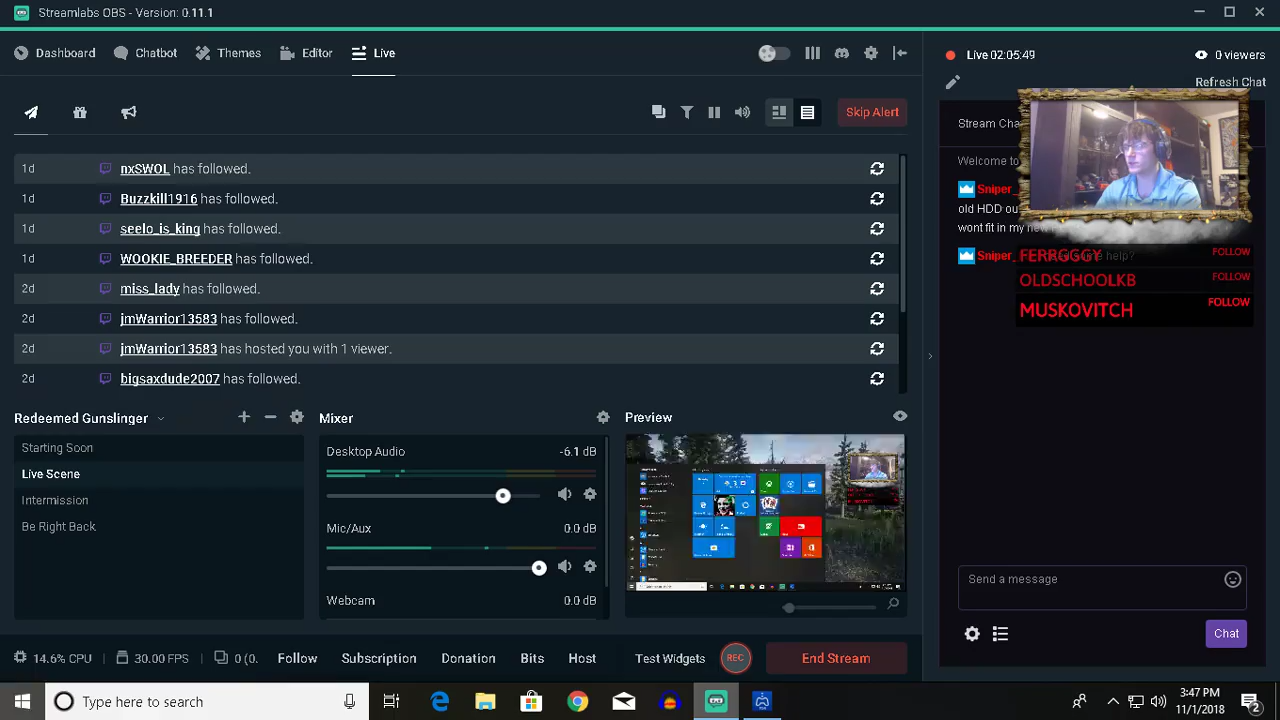 Streamlabs OBS - Version: 0.11.1
Dashboard
Chatbot
Themes
Editor
Live
Live 02:05:49
0 viewers
Refresh Chat
Skip Alert
Stream Cha
Welcome to
1d nxSWOL has followed.
1d Buzzkill1916 has followed.
1d seelo_is_king has followed.
1d WOOKIE_BREEDER has followed.
2d miss_lady has followed.
2d jmWarrior13583 has followed.
2d jmWarrior13583 has hosted you with 1 viewer.
2d bigsaxdude2007 has followed.
Sniper_
old HDD ou
wont fit in my new
Sniper_
help?
FERRGGGY FOLLOW
OLDSCHOOLKB FOLLOW
MUSKOVITCH FOLLOW
Redeemed Gunslinger
Starting Soon
Live Scene
Intermission
Be Right Back
Mixer
Desktop Audio -6.1 dB
Mic/Aux 0.0 dB
Webcam 0.0 dB
Preview
Send a message
Chat
14.6% CPU
30.00 FPS
0 (0.
Follow
Subscription
Donation
Bits
Host
Test Widgets
REC
End Stream
Type here to search
3:47 PM
11/1/2018
2